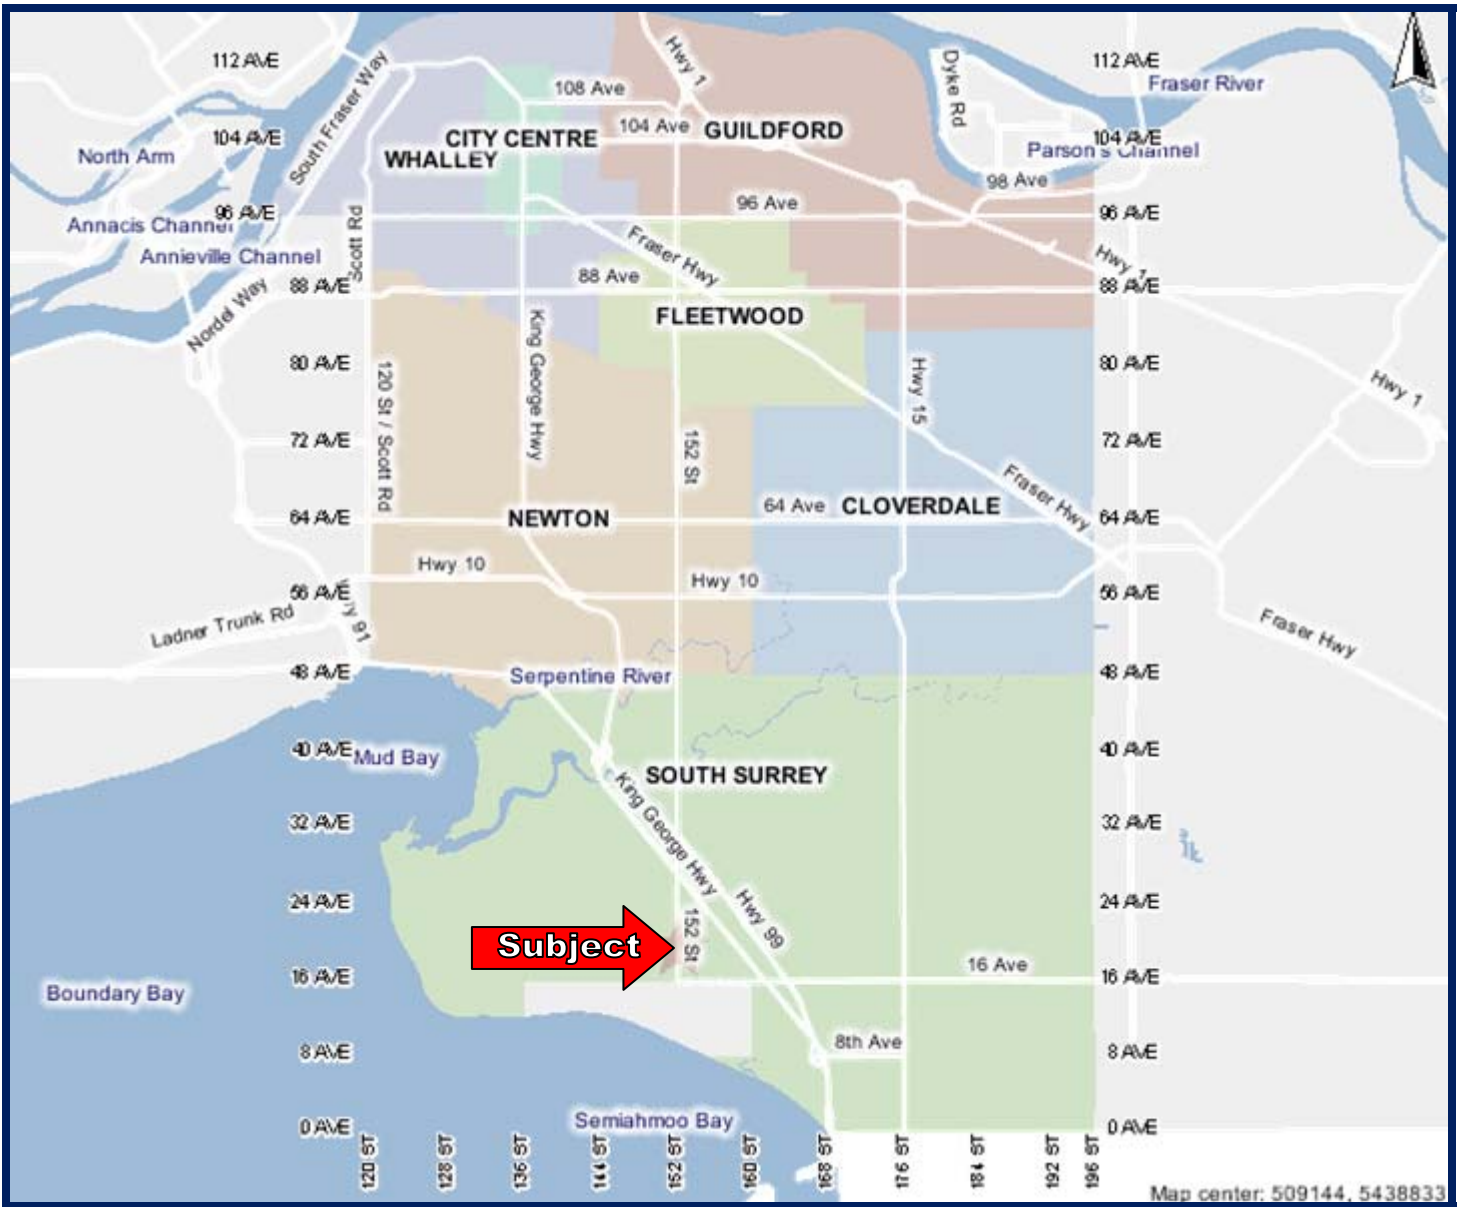 112 AVE
Hwy 1
Dyke Rd
112 AVE
Fraser River
South Fraser Way
108 Ave
104 AVE
CITY CENTRE
104 Ave
GUILDFORD
104 AVE
North Arm
WHALLEY
Parson's Channel
98 Ave
Annacis Channel
96 AVE
96 Ave
96 AVE
Scott Rd
Annieville Channel
Fraser Hwy
Hwy 1
88 AVE
88 Ave
88 AVE
Nordel Way
FLEETWOOD
King George Hwy
80 AVE
80 AVE
120 St / Scott Rd
Hwy 15
Hwy 1
72 AVE
152 St
72 AVE
Fraser Hwy
64 AVE
NEWTON
64 Ave
CLOVERDALE
64 AVE
Hwy 10
Hwy 10
56 AVE
56 AVE
Ladner Trunk Rd
Hwy 91
Fraser Hwy
48 AVE
Serpentine River
48 AVE
40 AVE
Mud Bay
40 AVE
SOUTH SURREY
King George Hwy
32 AVE
32 AVE
24 AVE
Hwy 99
24 AVE
Subject
152 St
16 AVE
16 Ave
16 AVE
Boundary Bay
8 AVE
8th Ave
8 AVE
0 AVE
Semiahmoo Bay
0 AVE
120 ST
128 ST
136 ST
144 ST
152 ST
160 ST
168 ST
176 ST
184 ST
192 ST
196 ST
Map center: 509144, 5438833